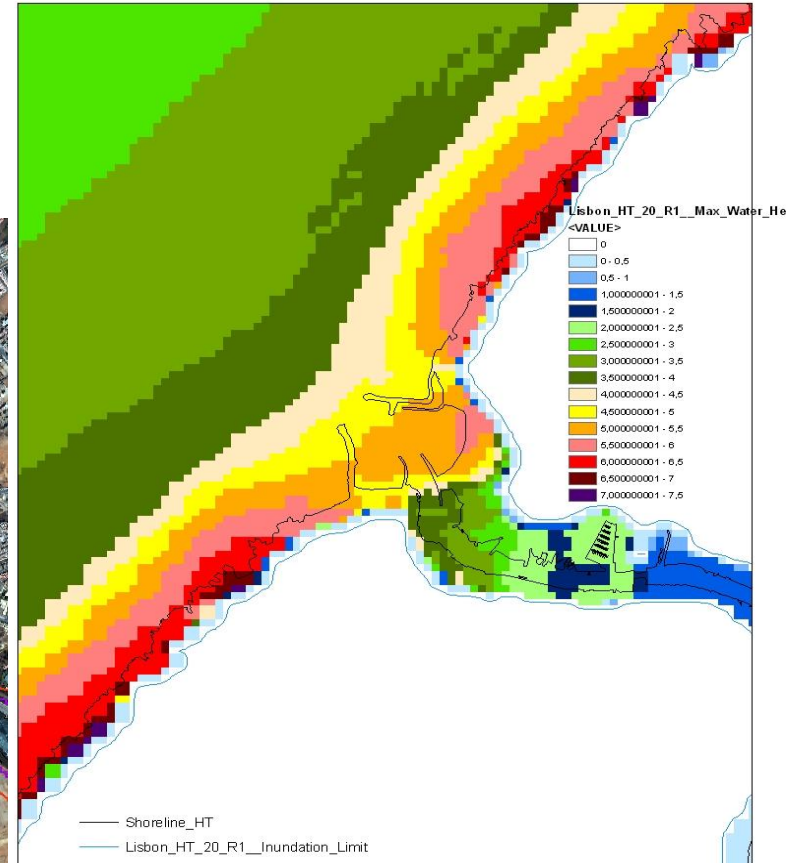 Lisbon_HT_20_R1__Max_Water_He
<VALUE>
0
0 - 0,5
0,5 - 1
1,000000001 - 1,5
1,500000001 - 2
2,000000001 - 2,5
2,500000001 - 3
3,000000001 - 3,5
3,500000001 - 4
4,000000001 - 4,5
4,500000001 - 5
5,000000001 - 5,5
5,500000001 - 6
6,000000001 - 6,5
6,500000001 - 7
7,000000001 - 7,5
Shoreline_HT
Lisbon_HT_20_R1__Inundation_Limit